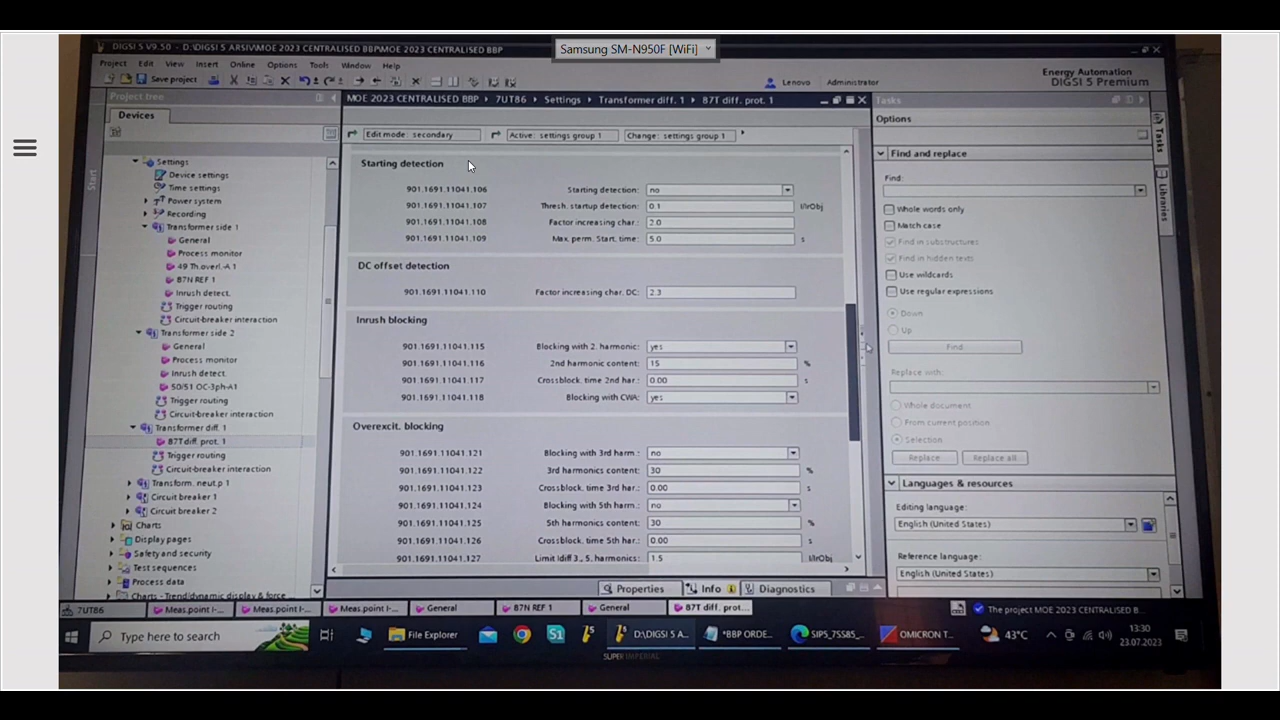 Samsung SM-N950F [WiFi]
DIGSI 5 V9.50 - D:\DIGSI 5 ARSIV\MOE 2023 CENTRALISED BBP\MOE 2023 CENTRALISED BBP
Project Edit View Insert Online Options Tools Window Help
Save project
Lenovo Administrator
Energy Automation
DIGSI 5 Premium
Project tree
MOE 2023 CENTRALISED BBP 7UT86 Settings Transformer diff. 1 87T diff. prot. 1
Tasks
Devices
Options
Edit mode: secondary Active: settings group 1 Change: settings group 1
Start
Settings
Device settings
Time settings
Power system
Recording
Transformer side 1
General
Process monitor
49 Th.overl.-A 1
87N REF 1
Inrush detect.
Trigger routing
Circuit-breaker interaction
Transformer side 2
General
Process monitor
Inrush detect.
50/51 OC-3ph-A1
Trigger routing
Circuit-breaker interaction
Transformer diff. 1
87T diff. prot. 1
Trigger routing
Circuit-breaker interaction
Transform. neut.p 1
Circuit breaker 1
Circuit breaker 2
Charts
Display pages
Safety and security
Test sequences
Process data
Charts - Trend/dynamic display & force
Starting detection
901.1691.11041.106 Starting detection: no
901.1691.11041.107 Thresh. startup detection: 0.1 I/IrObj
901.1691.11041.108 Factor increasing char.: 2.0
901.1691.11041.109 Max. perm. Start. time: 5.0 s
DC offset detection
901.1691.11041.110 Factor increasing char. DC: 2.3
Inrush blocking
901.1691.11041.115 Blocking with 2. harmonic: yes
901.1691.11041.116 2nd harmonic content: 15 %
901.1691.11041.117 Crossblock. time 2nd har.: 0.00 s
901.1691.11041.118 Blocking with CWA: yes
Overexcit. blocking
901.1691.11041.121 Blocking with 3rd harm.: no
901.1691.11041.122 3rd harmonics content: 30 %
901.1691.11041.123 Crossblock. time 3rd har.: 0.00 s
901.1691.11041.124 Blocking with 5th harm.: no
901.1691.11041.125 5th harmonics content: 30 %
901.1691.11041.126 Crossblock. time 5th har.: 0.00 s
901.1691.11041.127 Limit Idiff 3., 5. harmonics: 1.5 I/IrObj
Find and replace
Find:
Whole words only
Match case
Find in substructures
Find in hidden texts
Use wildcards
Use regular expressions
Down
Up
Find
Replace with:
Whole document
From current position
Selection
Replace Replace all
Languages & resources
Editing language:
English (United States)
Reference language:
English (United States)
Tasks
Libraries
Properties Info Diagnostics
7UT86 Meas.point I-... Meas.point I-... Meas.point I-... General 87N REF 1 General 87T diff. prot... The project MOE 2023 CENTRALISED B...
Type here to search File Explorer D:\DIGSI 5 A... *BBP ORDE... SIP5_7SS85_... OMICRON T... 43°C 13:30
23.07.2023